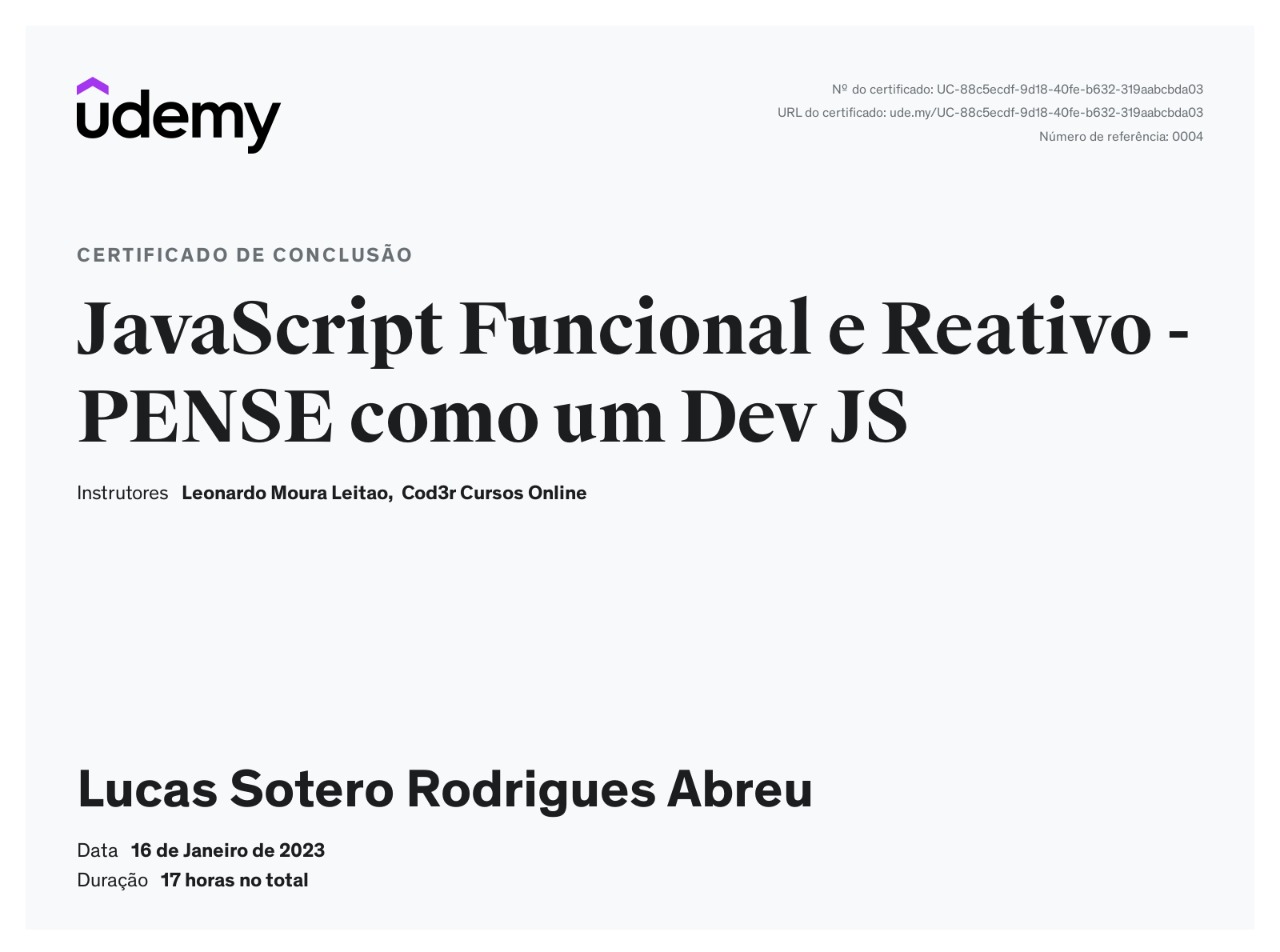 udemy
Nº do certificado: UC-88c5ecdf-9d18-40fe-b632-319aabcbda03
URL do certificado: ude.my/UC-88c5ecdf-9d18-40fe-b632-319aabcbda03
Número de referência: 0004
CERTIFICADO DE CONCLUSÃO
JavaScript Funcional e Reativo -
PENSE como um Dev JS
Instrutores Leonardo Moura Leitao, Cod3r Cursos Online
Lucas Sotero Rodrigues Abreu
Data 16 de Janeiro de 2023
Duração 17 horas no total